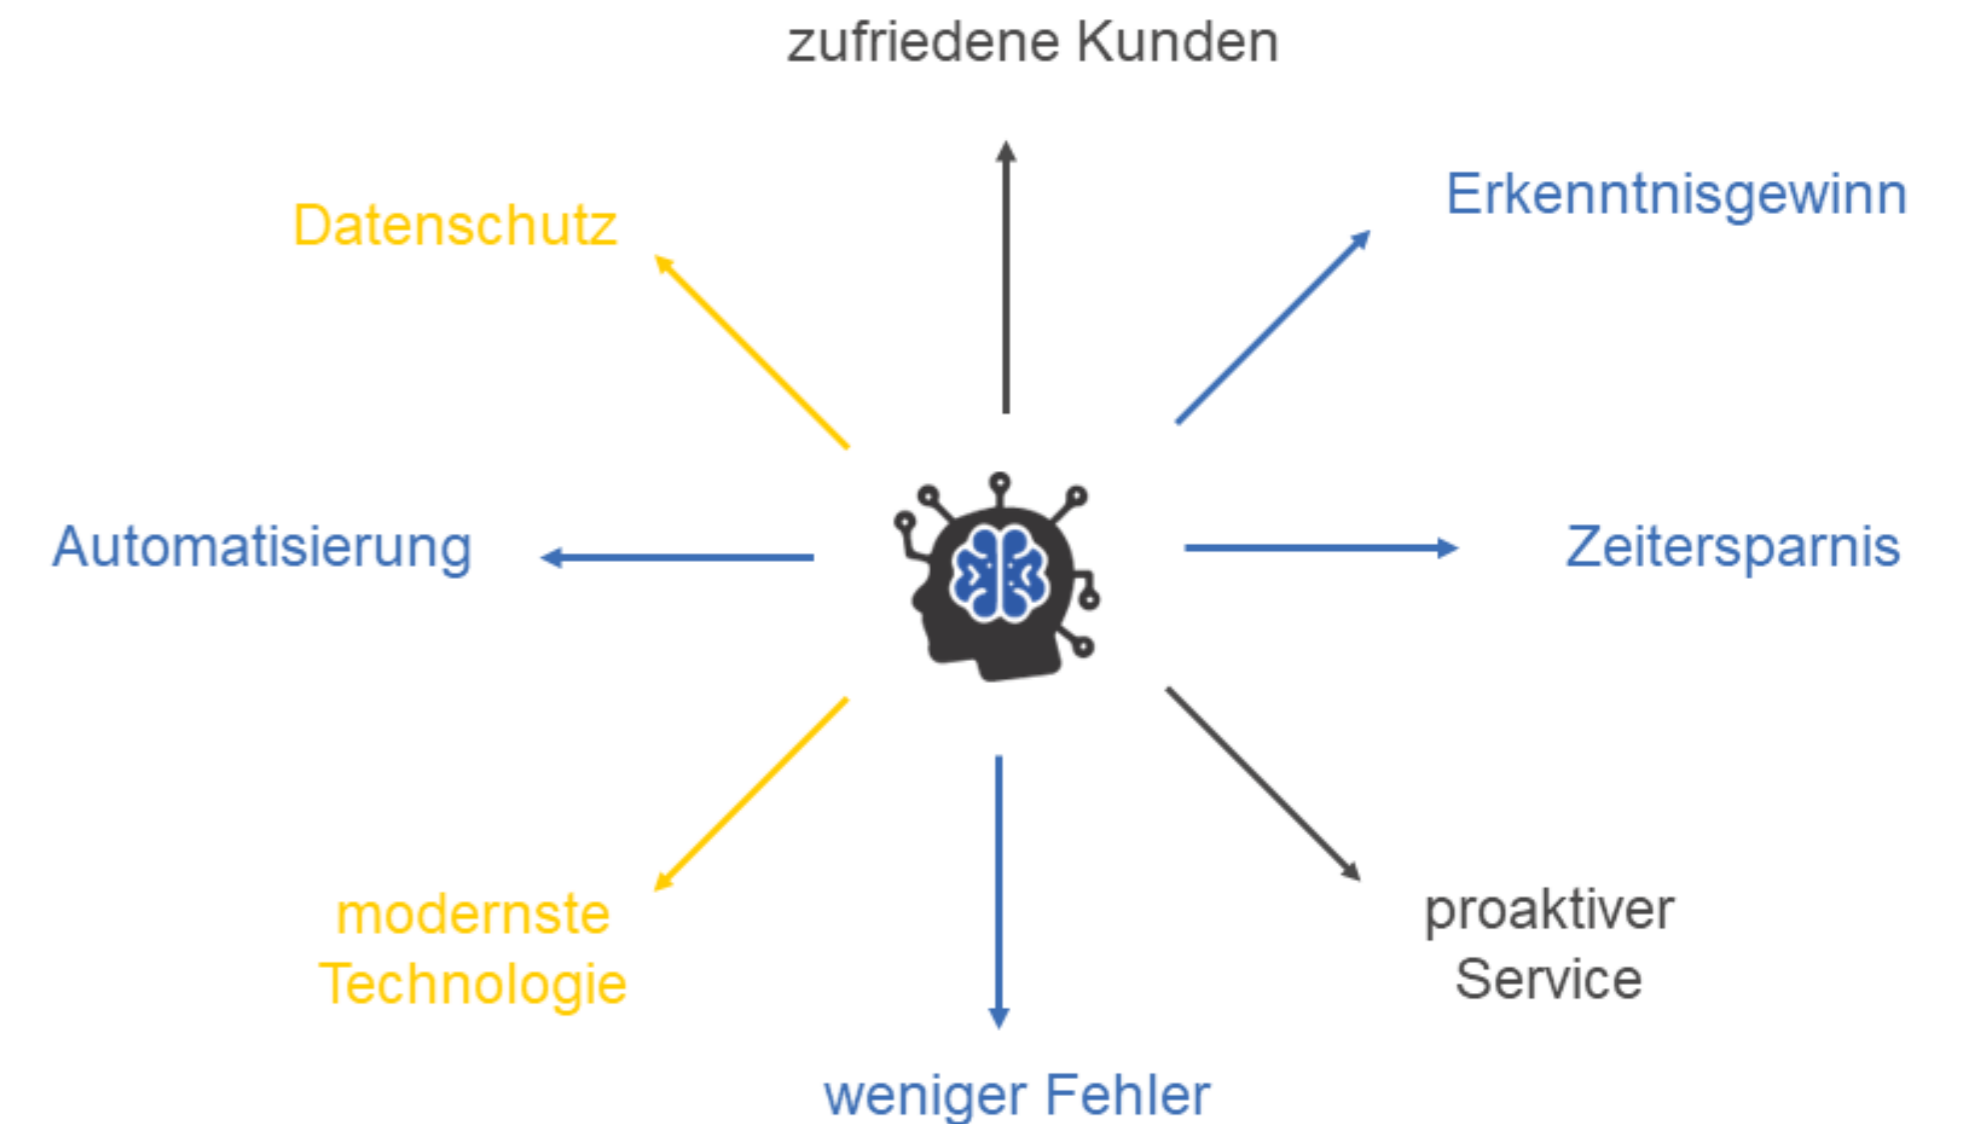 zufriedene Kunden
Erkenntnisgewinn
Datenschutz
Automatisierung
Zeitersparnis
modernste
Technologie
proaktiver
Service
weniger Fehler